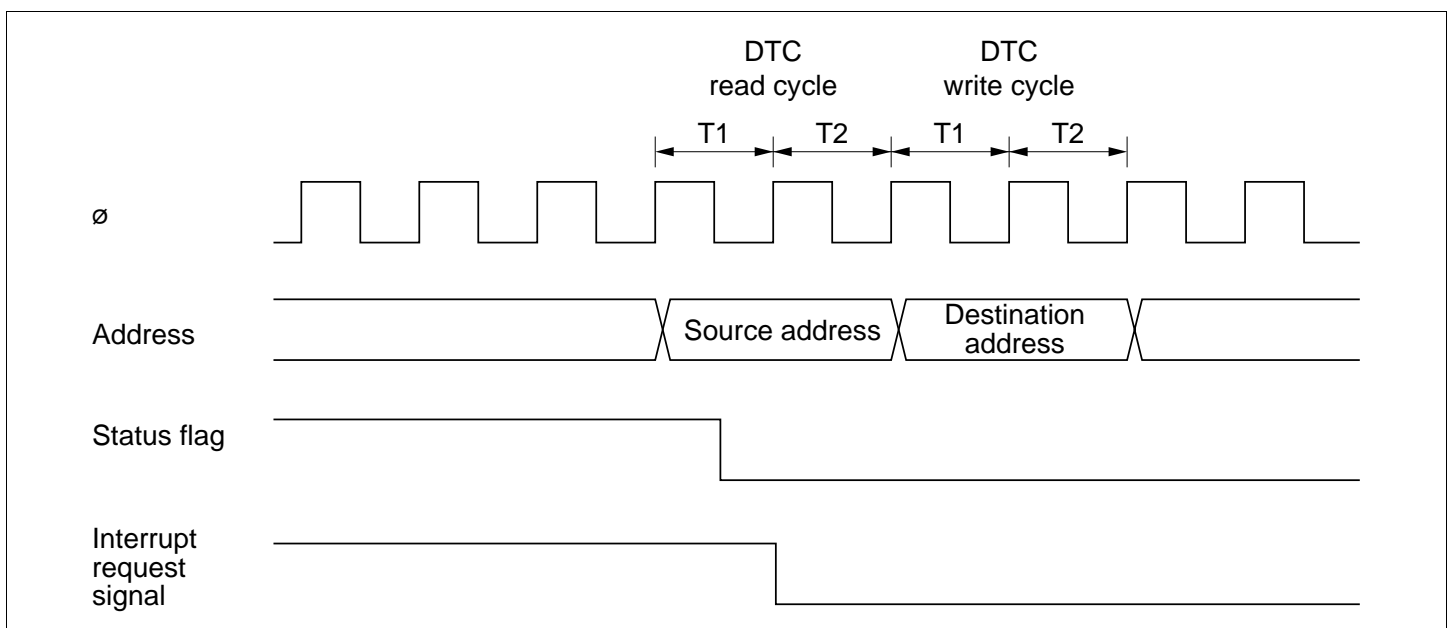 DTC
read cycle
DTC
write cycle
T1
T2
T1
T2
ø
Address
Source address
Destination
address
Status flag
Interrupt
request
signal